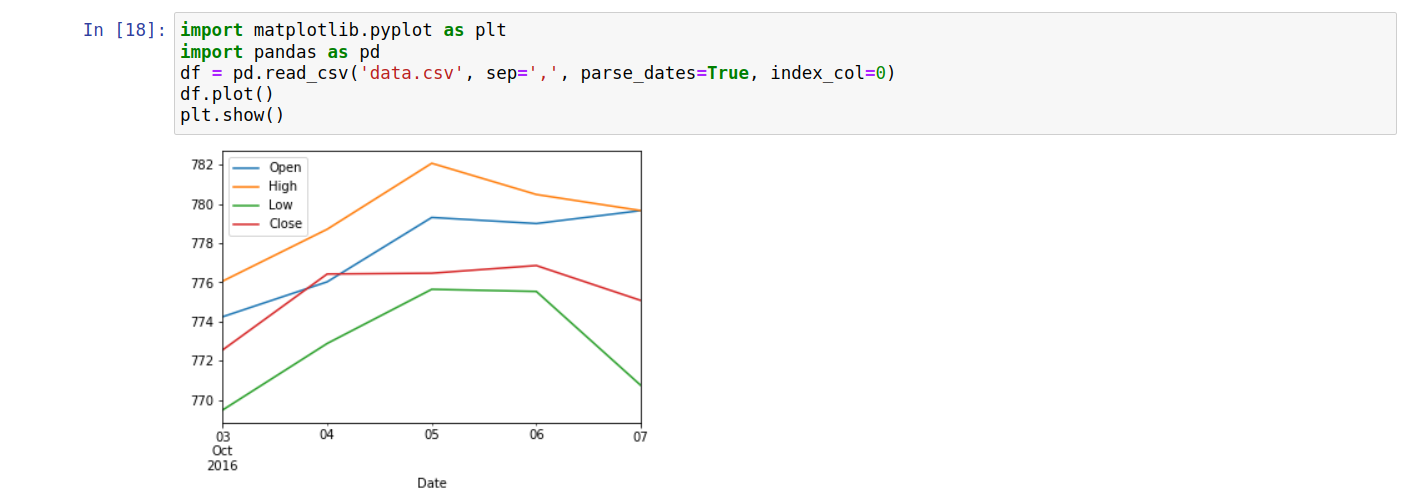 In [18]: import matplotlib.pyplot as plt
import pandas as pd
df = pd.read_csv('data.csv', sep=',', parse_dates=True, index_col=0)
df.plot()
plt.show()
782
780
778
776
774
772
770
Open
High
Low
Close
03 04 05 06 07
Oct
2016
Date